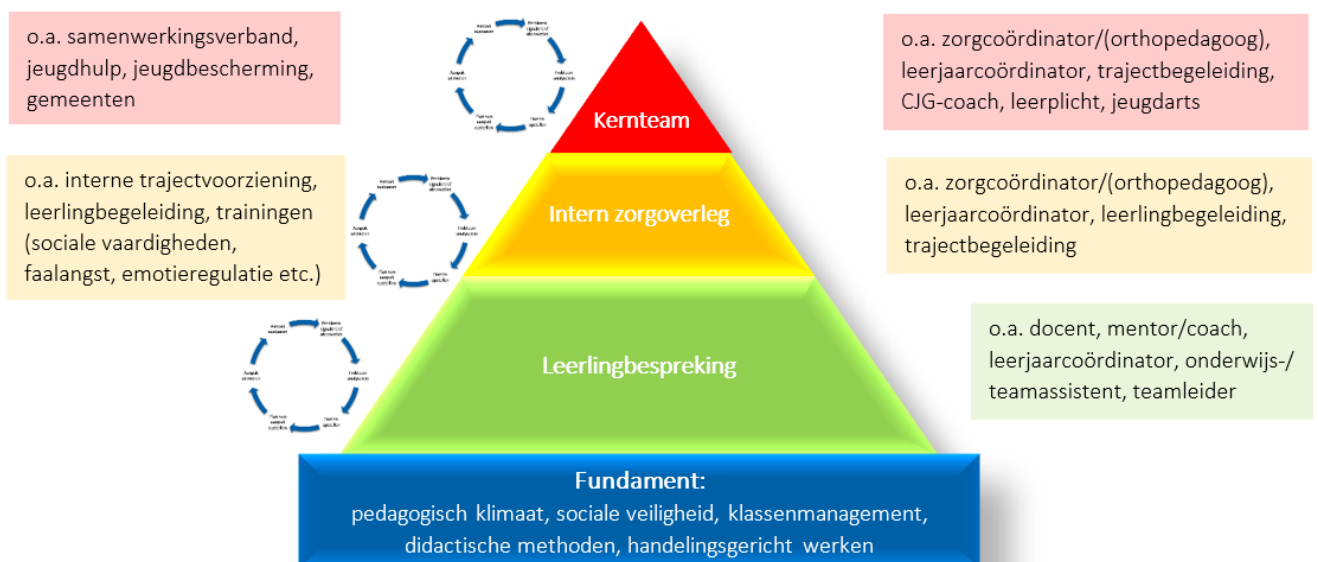 o.a. samenwerkingsverband,
jeugdhulp, jeugdbescherming,
gemeenten
o.a. zorgcoördinator/(orthopedagoog),
leerjaarcoördinator, trajectbegeleiding,
CJG-coach, leerplicht, jeugdarts
Kernteam
o.a. interne trajectvoorziening,
leerlingbegeleiding, trainingen
(sociale vaardigheden,
faalangst, emotieregulatie etc.)
Intern zorgoverleg
o.a. zorgcoördinator/(orthopedagoog),
leerjaarcoördinator, leerlingbegeleiding,
trajectbegeleiding
Leerlingbespreking
o.a. docent, mentor/coach,
leerjaarcoördinator, onderwijs-/
teamassistent, teamleider
Fundament:
pedagogisch klimaat, sociale veiligheid, klassenmanagement,
didactische methoden, handelingsgericht werken